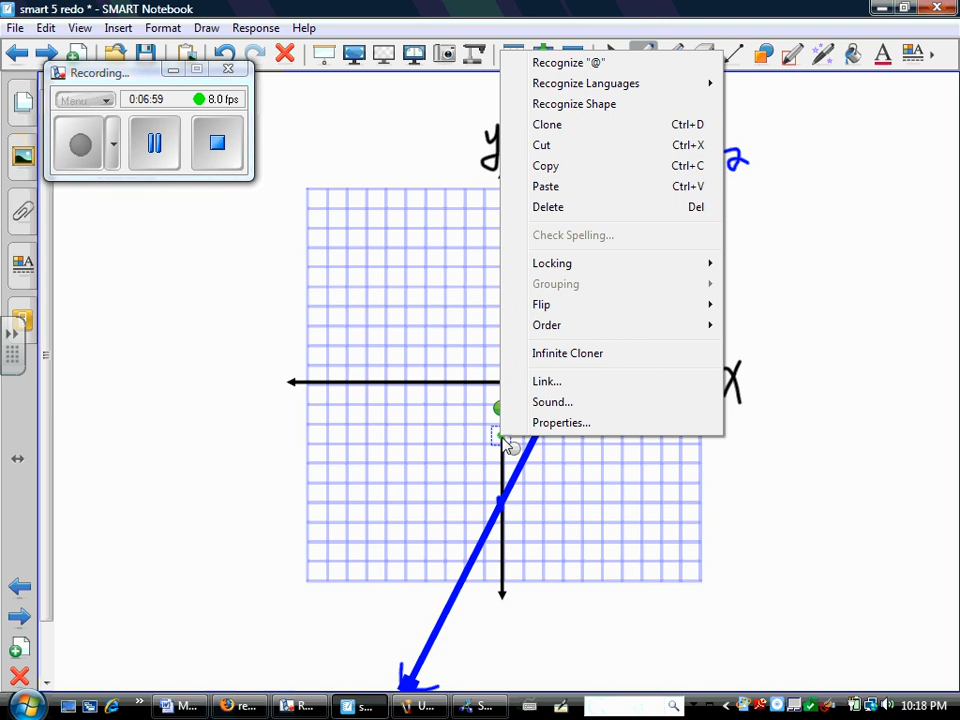 smart 5 redo * - SMART Notebook
File Edit View Insert Format Draw Response Help
Recording...
Menu
0:06:59
8.0 fps
y
2
x
Recognize "@"
Recognize Languages
Recognize Shape
Clone Ctrl+D
Cut Ctrl+X
Copy Ctrl+C
Paste Ctrl+V
Delete Del
Check Spelling...
Locking
Grouping
Flip
Order
Infinite Cloner
Link...
Sound...
Properties...
M... re... R... s... U... S... 10:18 PM